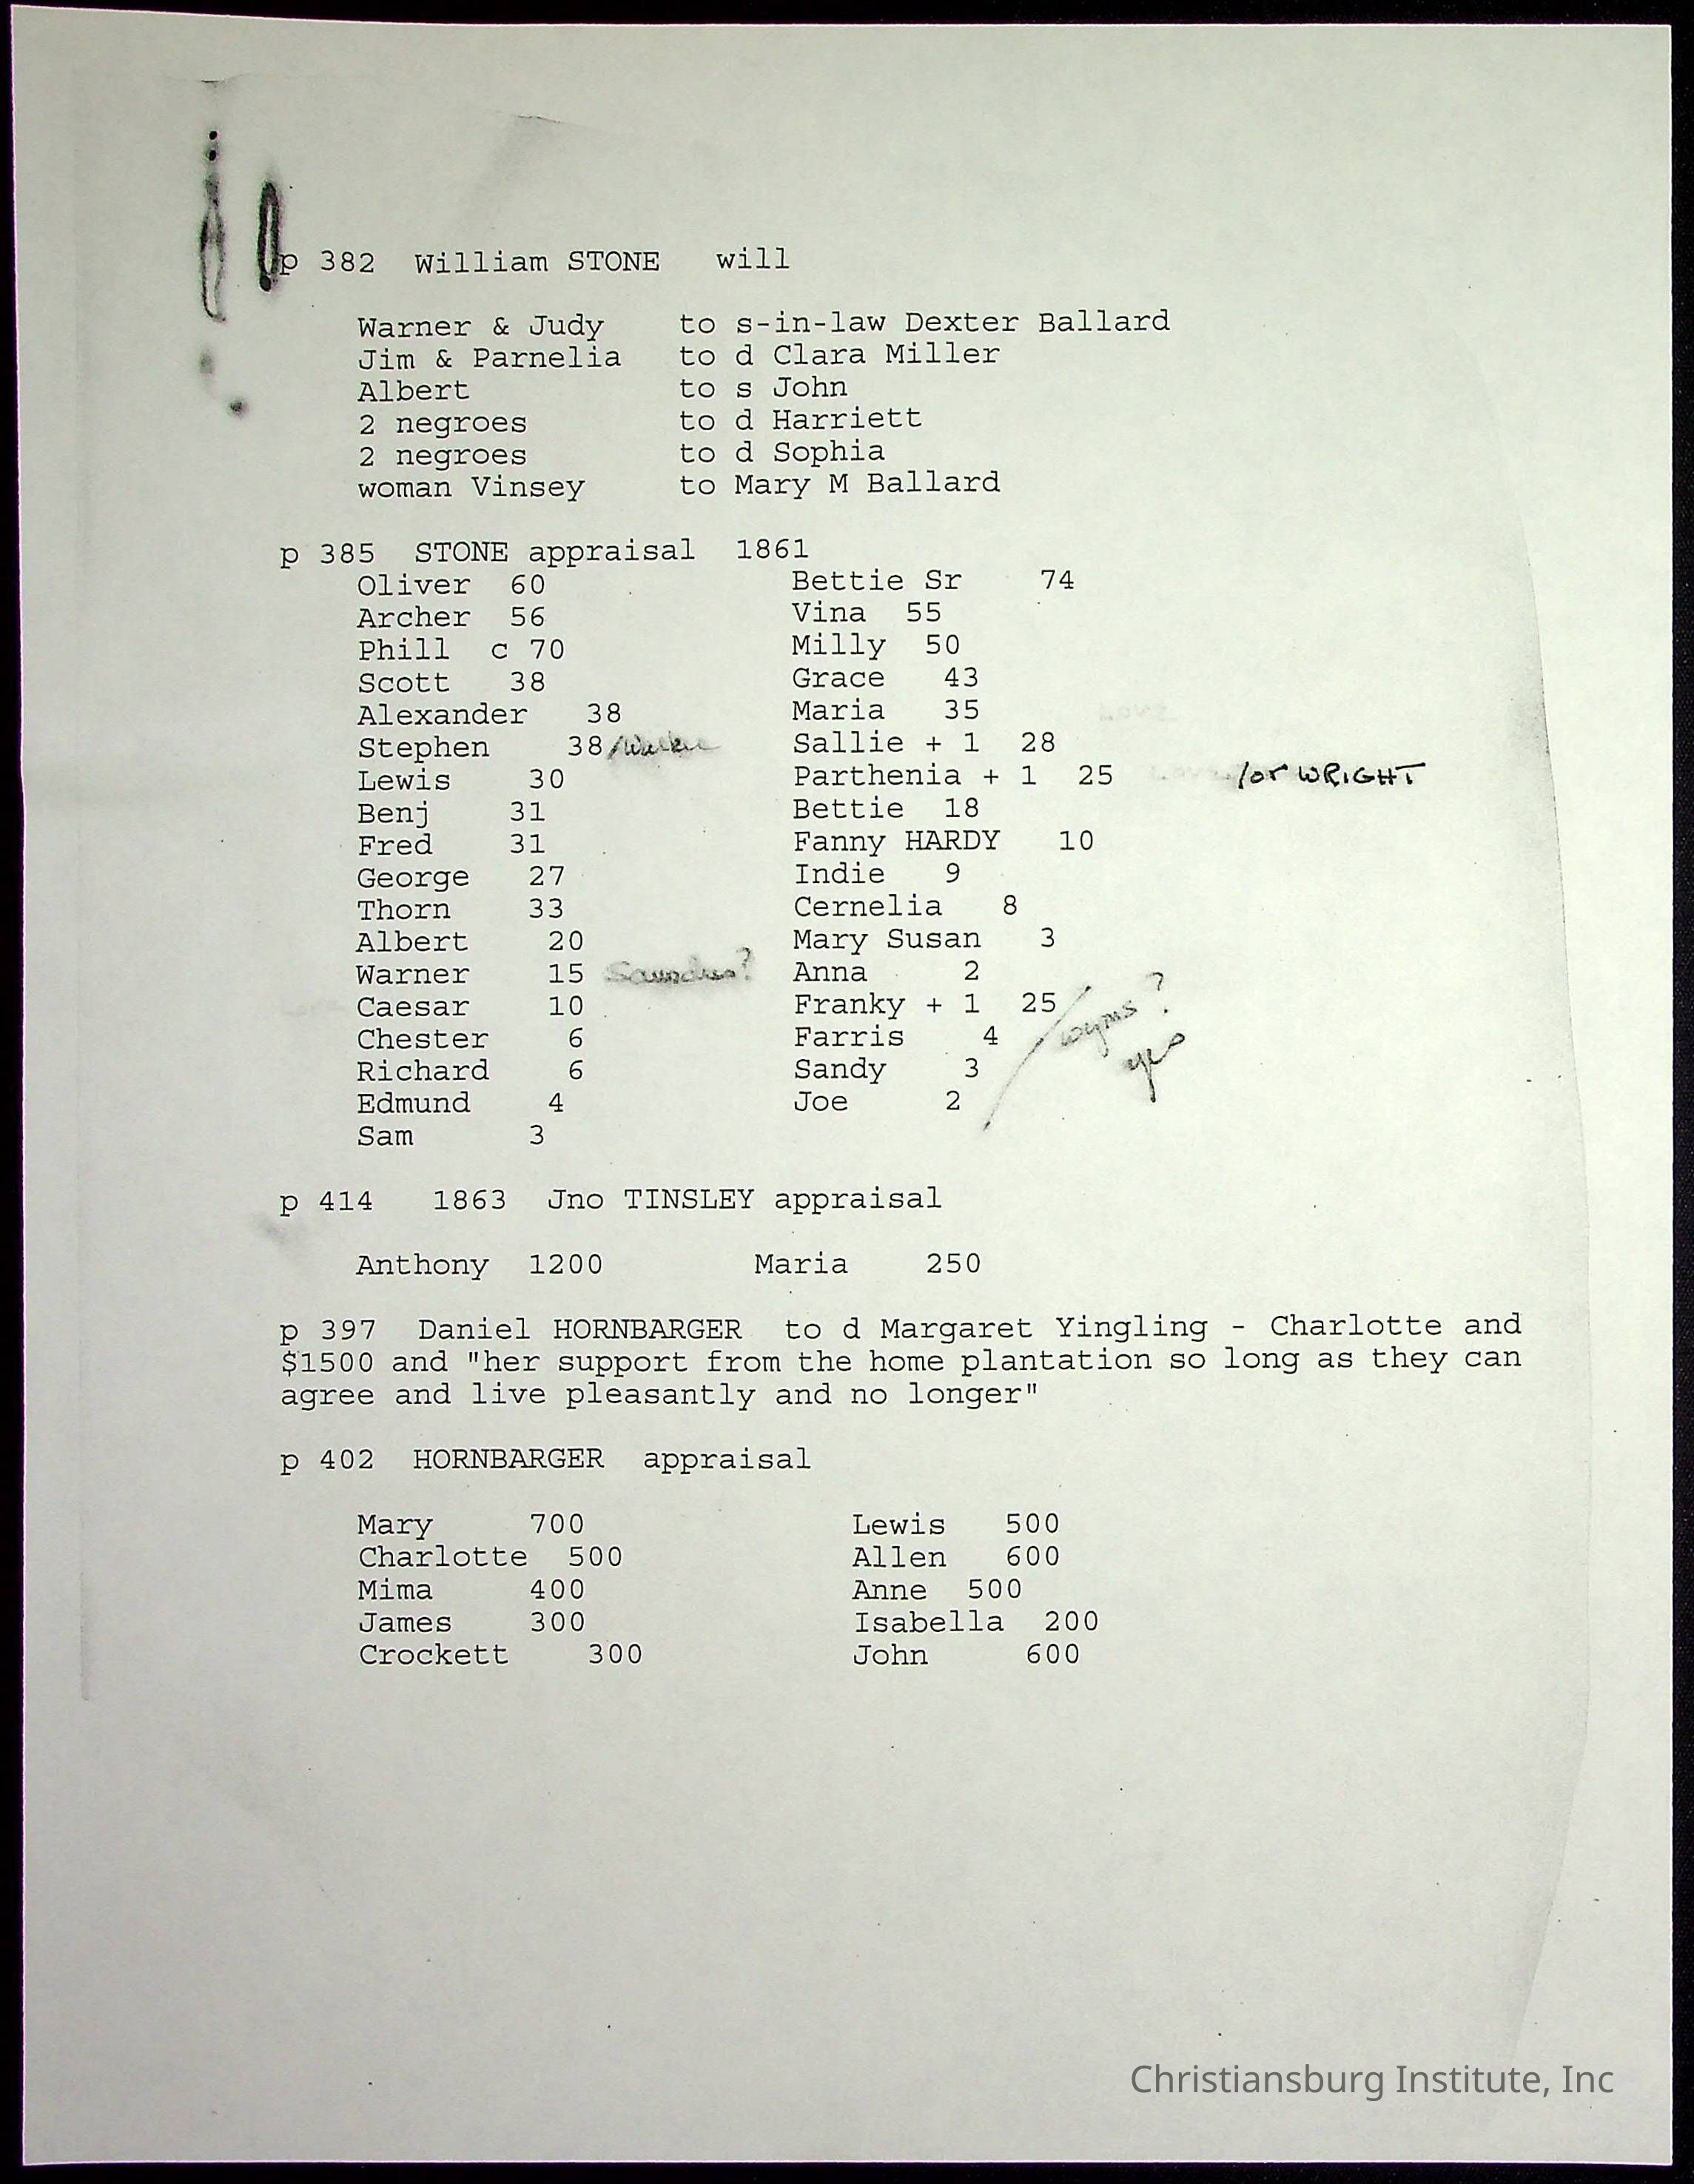 p 382 William STONE will
Warner & Judy to s-in-law Dexter Ballard
Jim & Parnelia to d Clara Miller
Albert to s John
2 negroes to d Harriett
2 negroes to d Sophia
woman Vinsey to Mary M Ballard
p 385 STONE appraisal 1861
Oliver 60 Bettie Sr 74
Archer 56 Vina 55
Phill c 70 Milly 50
Scott 38 Grace 43
Alexander 38 Maria 35
Stephen 38 Sallie + 1 28
Lewis 30 Parthenia + 1 25 /or WRIGHT
Benj 31 Bettie 18
Fred 31 Fanny HARDY 10
George 27 Indie 9
Thorn 33 Cernelia 8
Albert 20 Mary Susan 3
Warner 15 Anna 2
Caesar 10 Franky + 1 25
Chester 6 Farris 4
Richard 6 Sandy 3
Edmund 4 Joe 2
Sam 3
p 414 1863 Jno TINSLEY appraisal
Anthony 1200 Maria 250
p 397 Daniel HORNBARGER to d Margaret Yingling - Charlotte and
$1500 and "her support from the home plantation so long as they can
agree and live pleasantly and no longer"
p 402 HORNBARGER appraisal
Mary 700 Lewis 500
Charlotte 500 Allen 600
Mima 400 Anne 500
James 300 Isabella 200
Crockett 300 John 600
Christiansburg Institute, Inc